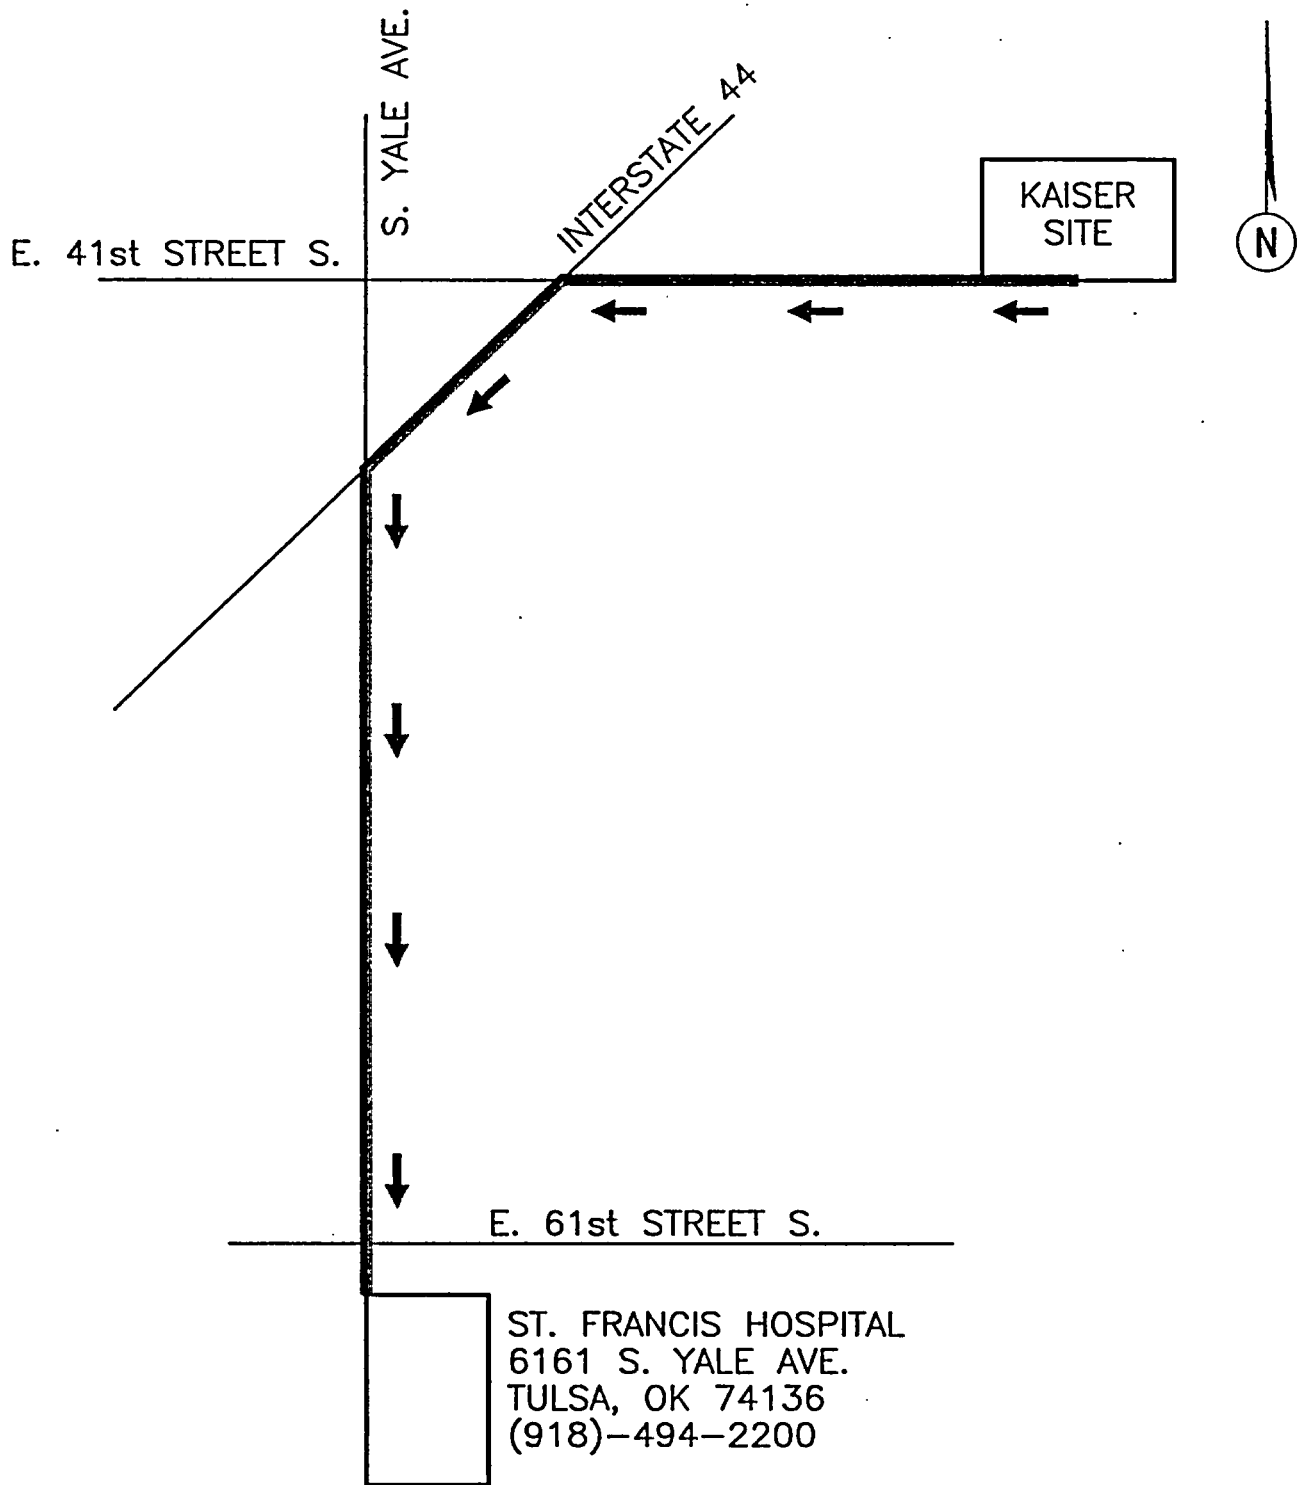 S. YALE AVE.
INTERSTATE 44
KAISER
SITE
N
E. 41st STREET S.
E. 61st STREET S.
ST. FRANCIS HOSPITAL
6161 S. YALE AVE.
TULSA, OK 74136
(918)-494-2200